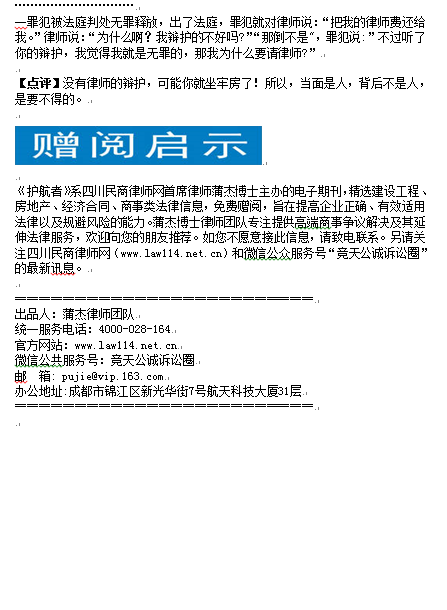 一罪犯被法庭判处无罪释放，出了法庭，罪犯就对律师说：“把我的律师费还给
我。”律师说：“为什么啊？我辩护的不好吗？”“那倒不是”，罪犯说：”不过听了
你的辩护，我觉得我就是无罪的，那我为什么要请律师？”
【点评】没有律师的辩护，可能你就坐牢房了！所以，当面是人，背后不是人，
是要不得的。
赠阅启示
《护航者》系四川民商律师网首席律师蒲杰博士主办的电子期刊，精选建设工程、
房地产、经济合同、商事类法律信息，免费赠阅，旨在提高企业正确、有效适用
法律以及规避风险的能力。蒲杰博士律师团队专注提供高端商事争议解决及其延
伸法律服务，欢迎向您的朋友推荐。如您不愿意接此信息，请致电联系。另请关
注四川民商律师网（www.law114.net.cn）和微信公众服务号“竟天公诚诉讼圈”
的最新讯息。
==========================
出品人：蒲杰律师团队
统一服务电话：4000-028-164
官方网站：www.law114.net.cn
微信公共服务号：竟天公诚诉讼圈
邮 箱：pujie@vip.163.com
办公地址:成都市锦江区新光华街7号航天科技大厦31层
==========================